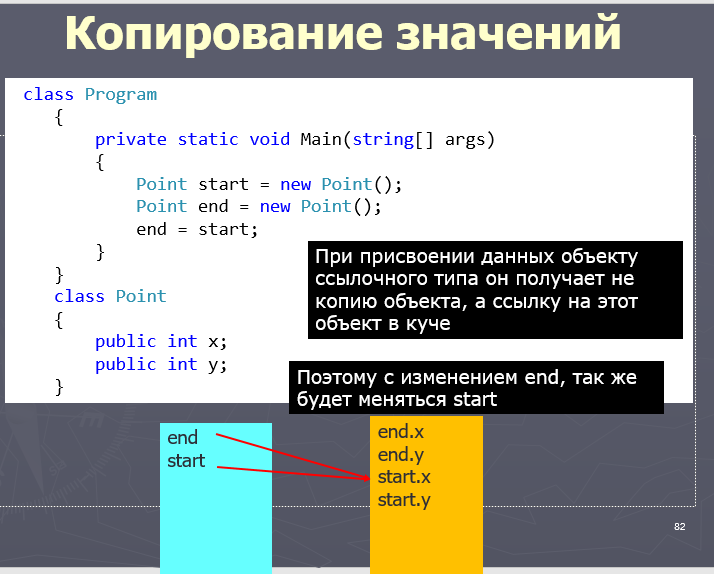 Копирование значений
class Program
{
private static void Main(string[] args)
{
Point start = new Point();
Point end = new Point();
end = start;
}
}
class Point
{
public int x;
public int y;
}
При присвоении данных объекту
ссылочного типа он получает не
копию объекта, а ссылку на этот
объект в куче
Поэтому с изменением end, так же
будет меняться start
end
start
end.x
end.y
start.x
start.y
82